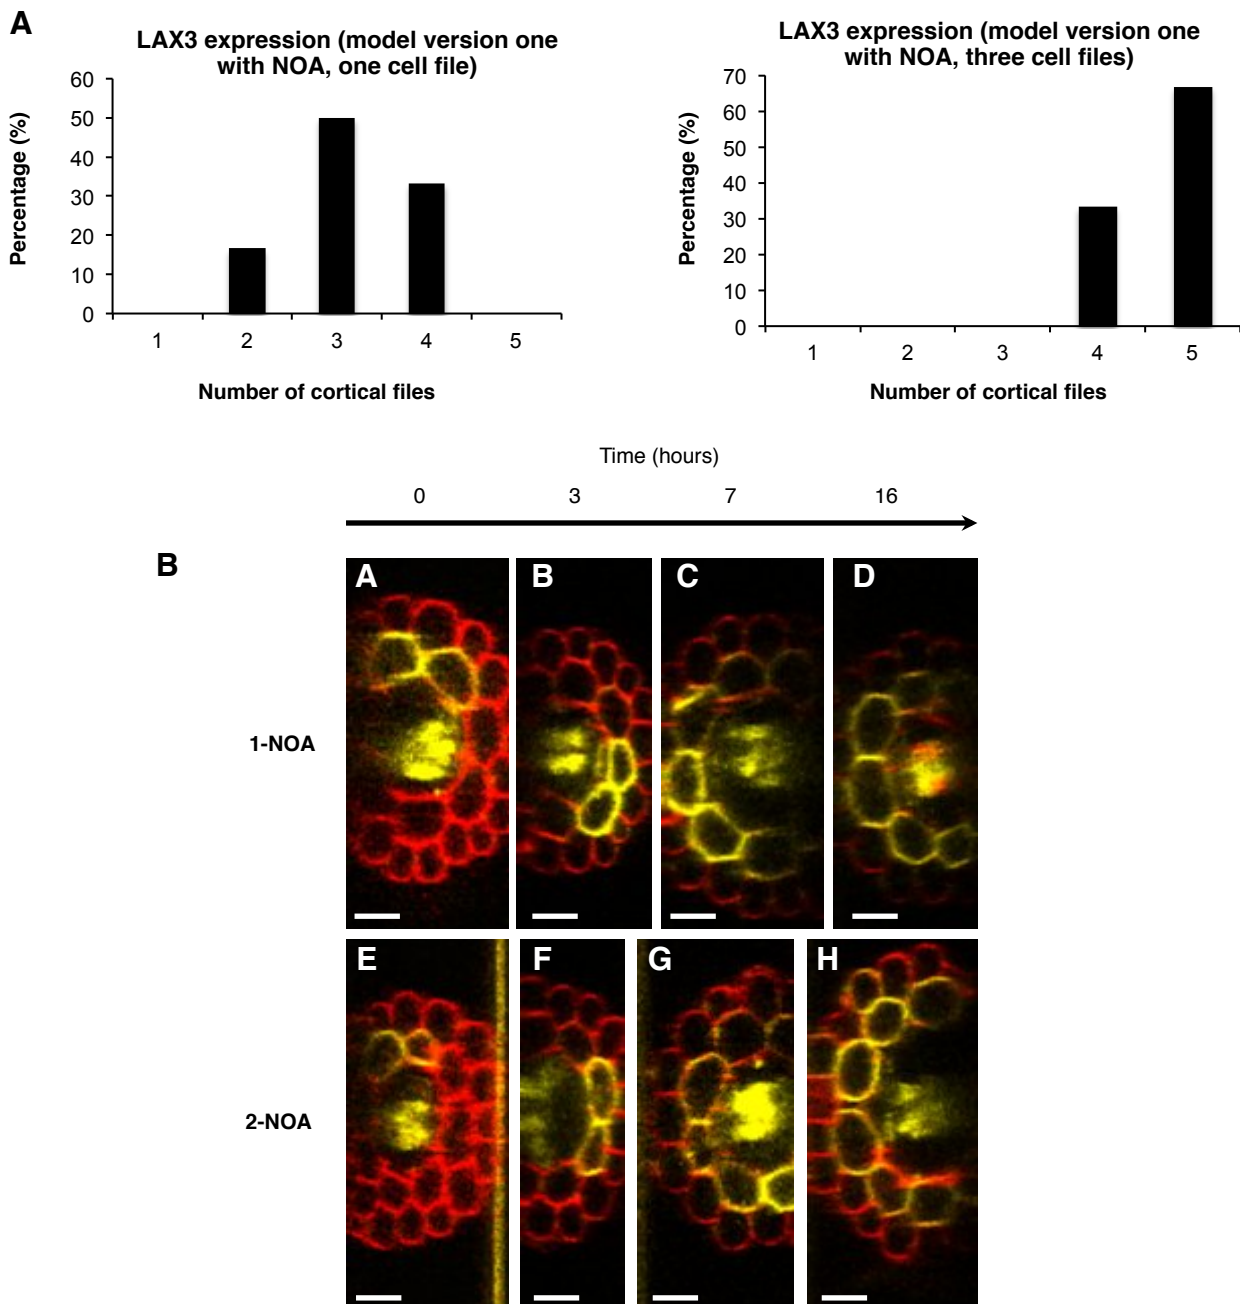 A
LAX3 expression (model version one
with NOA, one cell file)
Percentage (%)
60
50
40
30
20
10
0
1 2 3 4 5
Number of cortical files
LAX3 expression (model version one
with NOA, three cell files)
Percentage (%)
70
60
50
40
30
20
10
0
1 2 3 4 5
Number of cortical files
Time (hours)
0 3 7 16
B
A B C D
1-NOA
E F G H
2-NOA